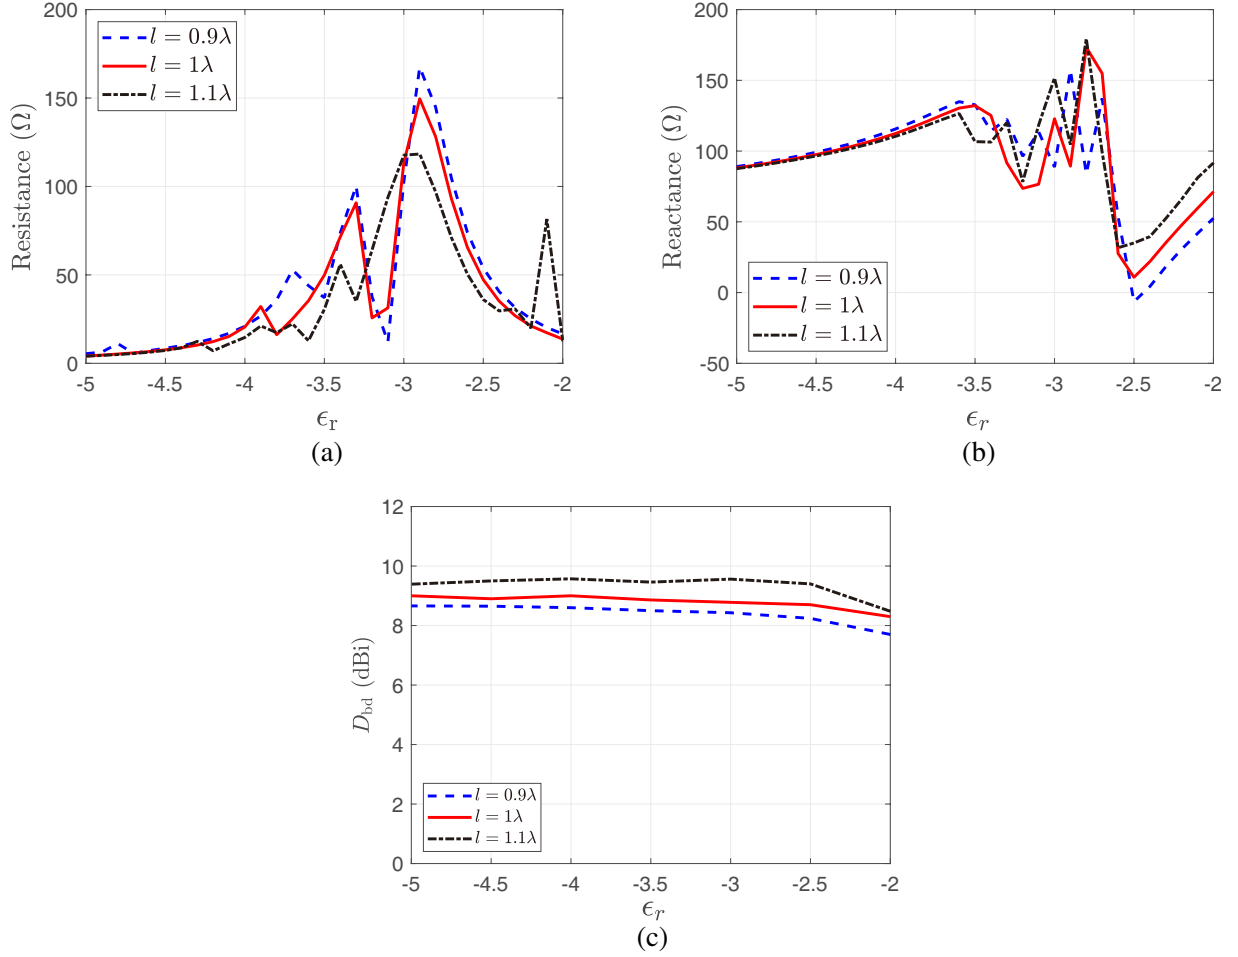 200
150
100
50
0
Resistance (Ω)
l = 0.9λ
l = 1λ
l = 1.1λ
-5 -4.5 -4 -3.5 -3 -2.5 -2
ϵr
(a)
200
150
100
50
0
-50
Reactance (Ω)
l = 0.9λ
l = 1λ
l = 1.1λ
-5 -4.5 -4 -3.5 -3 -2.5 -2
ϵr
(b)
12
10
8
6
4
2
0
Dbd (dBi)
l = 0.9λ
l = 1λ
l = 1.1λ
-5 -4.5 -4 -3.5 -3 -2.5 -2
ϵr
(c)